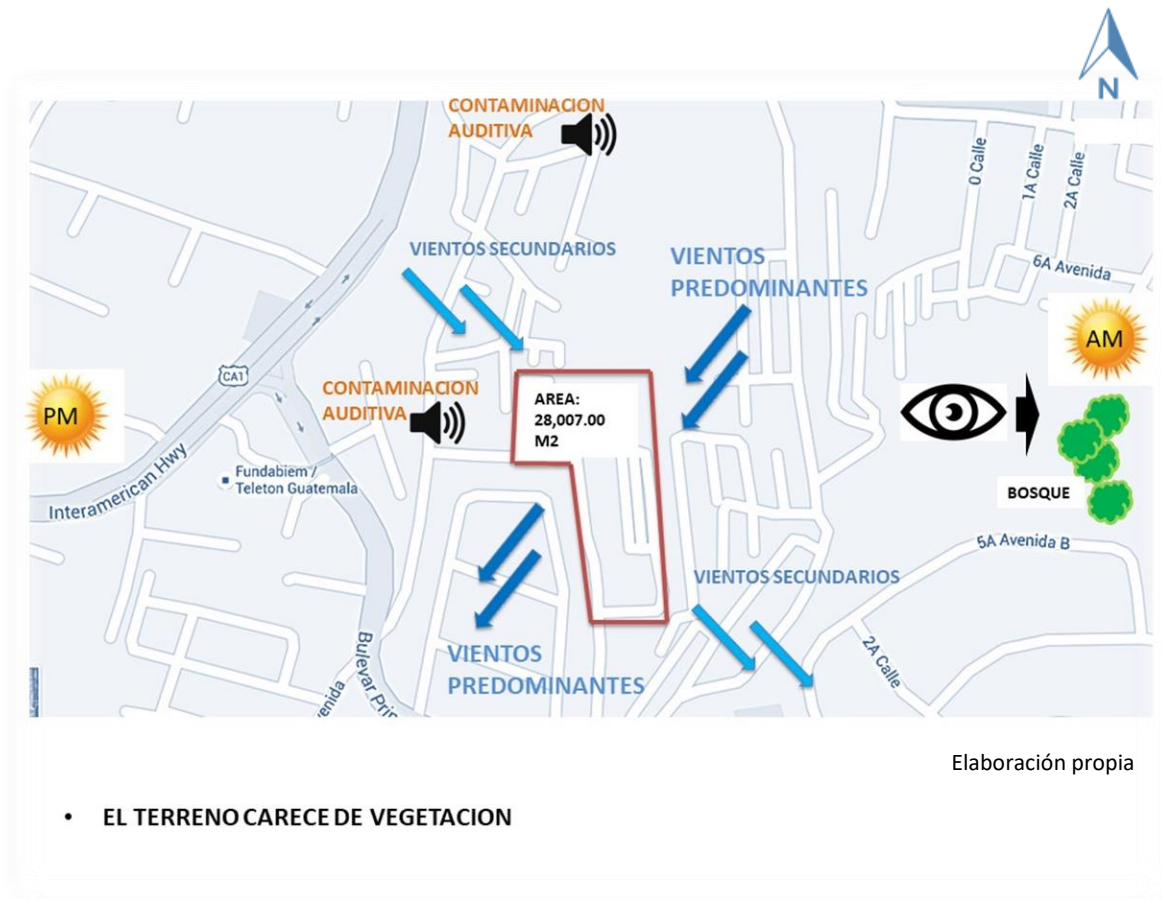 N
CONTAMINACION
AUDITIVA
0 Calle
1A Calle
2A Calle
VIENTOS SECUNDARIOS
VIENTOS
PREDOMINANTES
6A Avenida
AM
CA1
CONTAMINACION
AUDITIVA
AREA:
28,007.00
M2
PM
Fundabiem /
Teleton Guatemala
Interamerican Hwy
BOSQUE
5A Avenida B
VIENTOS SECUNDARIOS
VIENTOS
PREDOMINANTES
2A Calle
Bulevar Prin
venida
Elaboración propia
• EL TERRENO CARECE DE VEGETACION